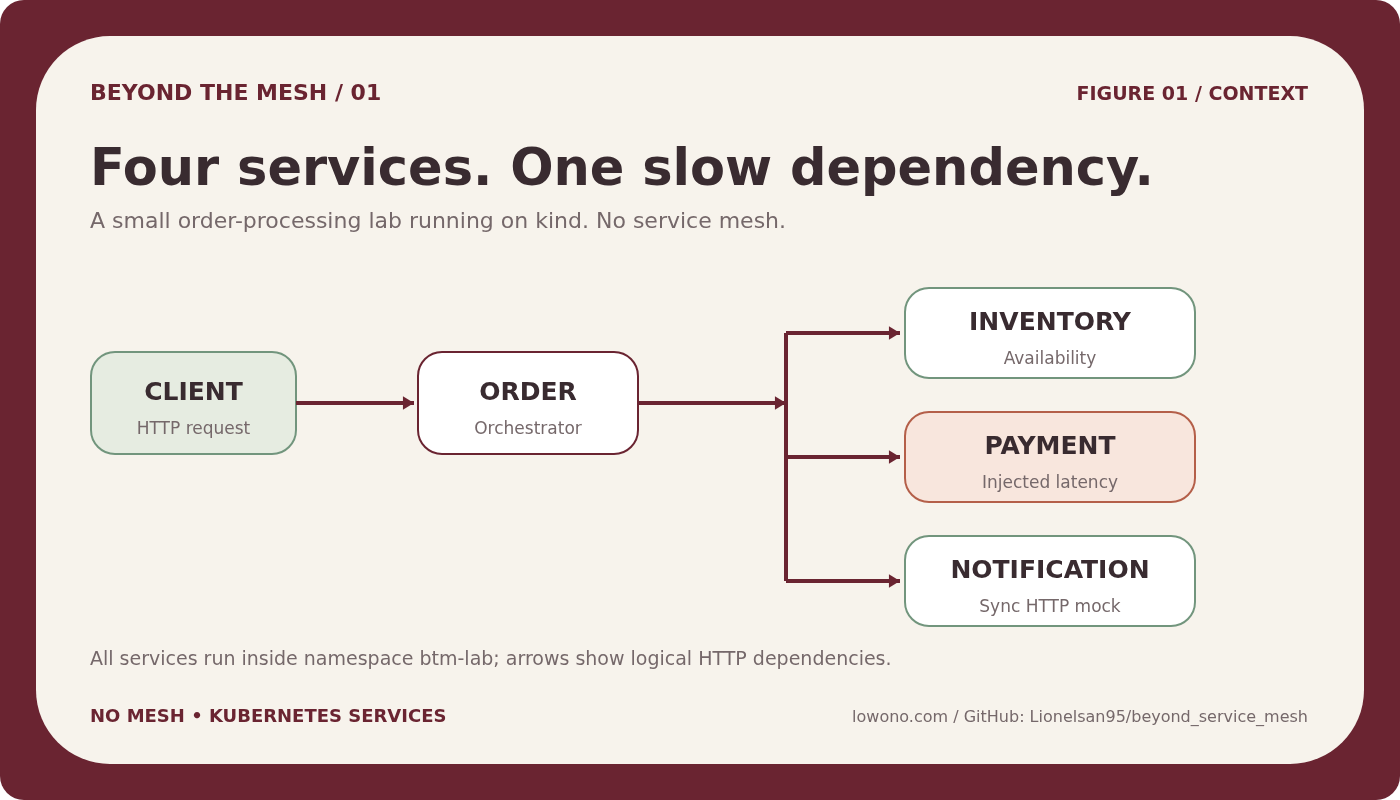 BEYOND THE MESH / 01
FIGURE 01 / CONTEXT
Four services. One slow dependency.
A small order-processing lab running on kind. No service mesh.
CLIENT
HTTP request
ORDER
Orchestrator
INVENTORY
Availability
PAYMENT
Injected latency
NOTIFICATION
Sync HTTP mock
All services run inside namespace btm-lab; arrows show logical HTTP dependencies.
NO MESH • KUBERNETES SERVICES
lowono.com / GitHub: Lionelsan95/beyond_service_mesh